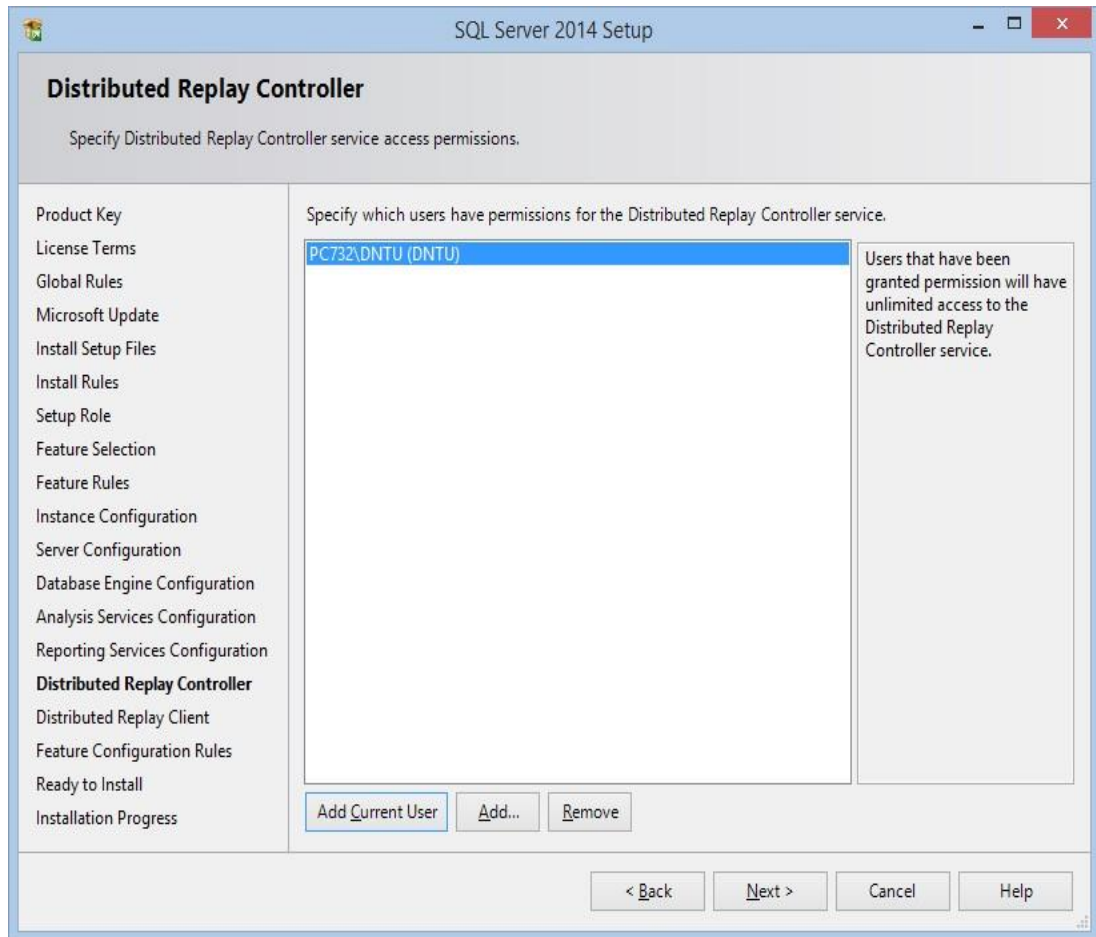 SQL Server 2014 Setup
Distributed Replay Controller
Specify Distributed Replay Controller service access permissions.
Product Key
License Terms
Global Rules
Microsoft Update
Install Setup Files
Install Rules
Setup Role
Feature Selection
Feature Rules
Instance Configuration
Server Configuration
Database Engine Configuration
Analysis Services Configuration
Reporting Services Configuration
Distributed Replay Controller
Distributed Replay Client
Feature Configuration Rules
Ready to Install
Installation Progress
Specify which users have permissions for the Distributed Replay Controller service.
PC732\DNTU (DNTU)
Users that have been
granted permission will have
unlimited access to the
Distributed Replay
Controller service.
Add Current User
Add...
Remove
< Back
Next >
Cancel
Help